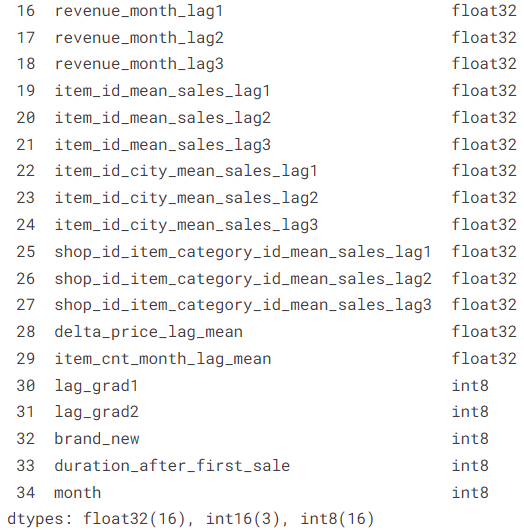 16 revenue_month_lag1 float32
17 revenue_month_lag2 float32
18 revenue_month_lag3 float32
19 item_id_mean_sales_lag1 float32
20 item_id_mean_sales_lag2 float32
21 item_id_mean_sales_lag3 float32
22 item_id_city_mean_sales_lag1 float32
23 item_id_city_mean_sales_lag2 float32
24 item_id_city_mean_sales_lag3 float32
25 shop_id_item_category_id_mean_sales_lag1 float32
26 shop_id_item_category_id_mean_sales_lag2 float32
27 shop_id_item_category_id_mean_sales_lag3 float32
28 delta_price_lag_mean float32
29 item_cnt_month_lag_mean float32
30 lag_grad1 int8
31 lag_grad2 int8
32 brand_new int8
33 duration_after_first_sale int8
34 month int8
dtypes: float32(16), int16(3), int8(16)